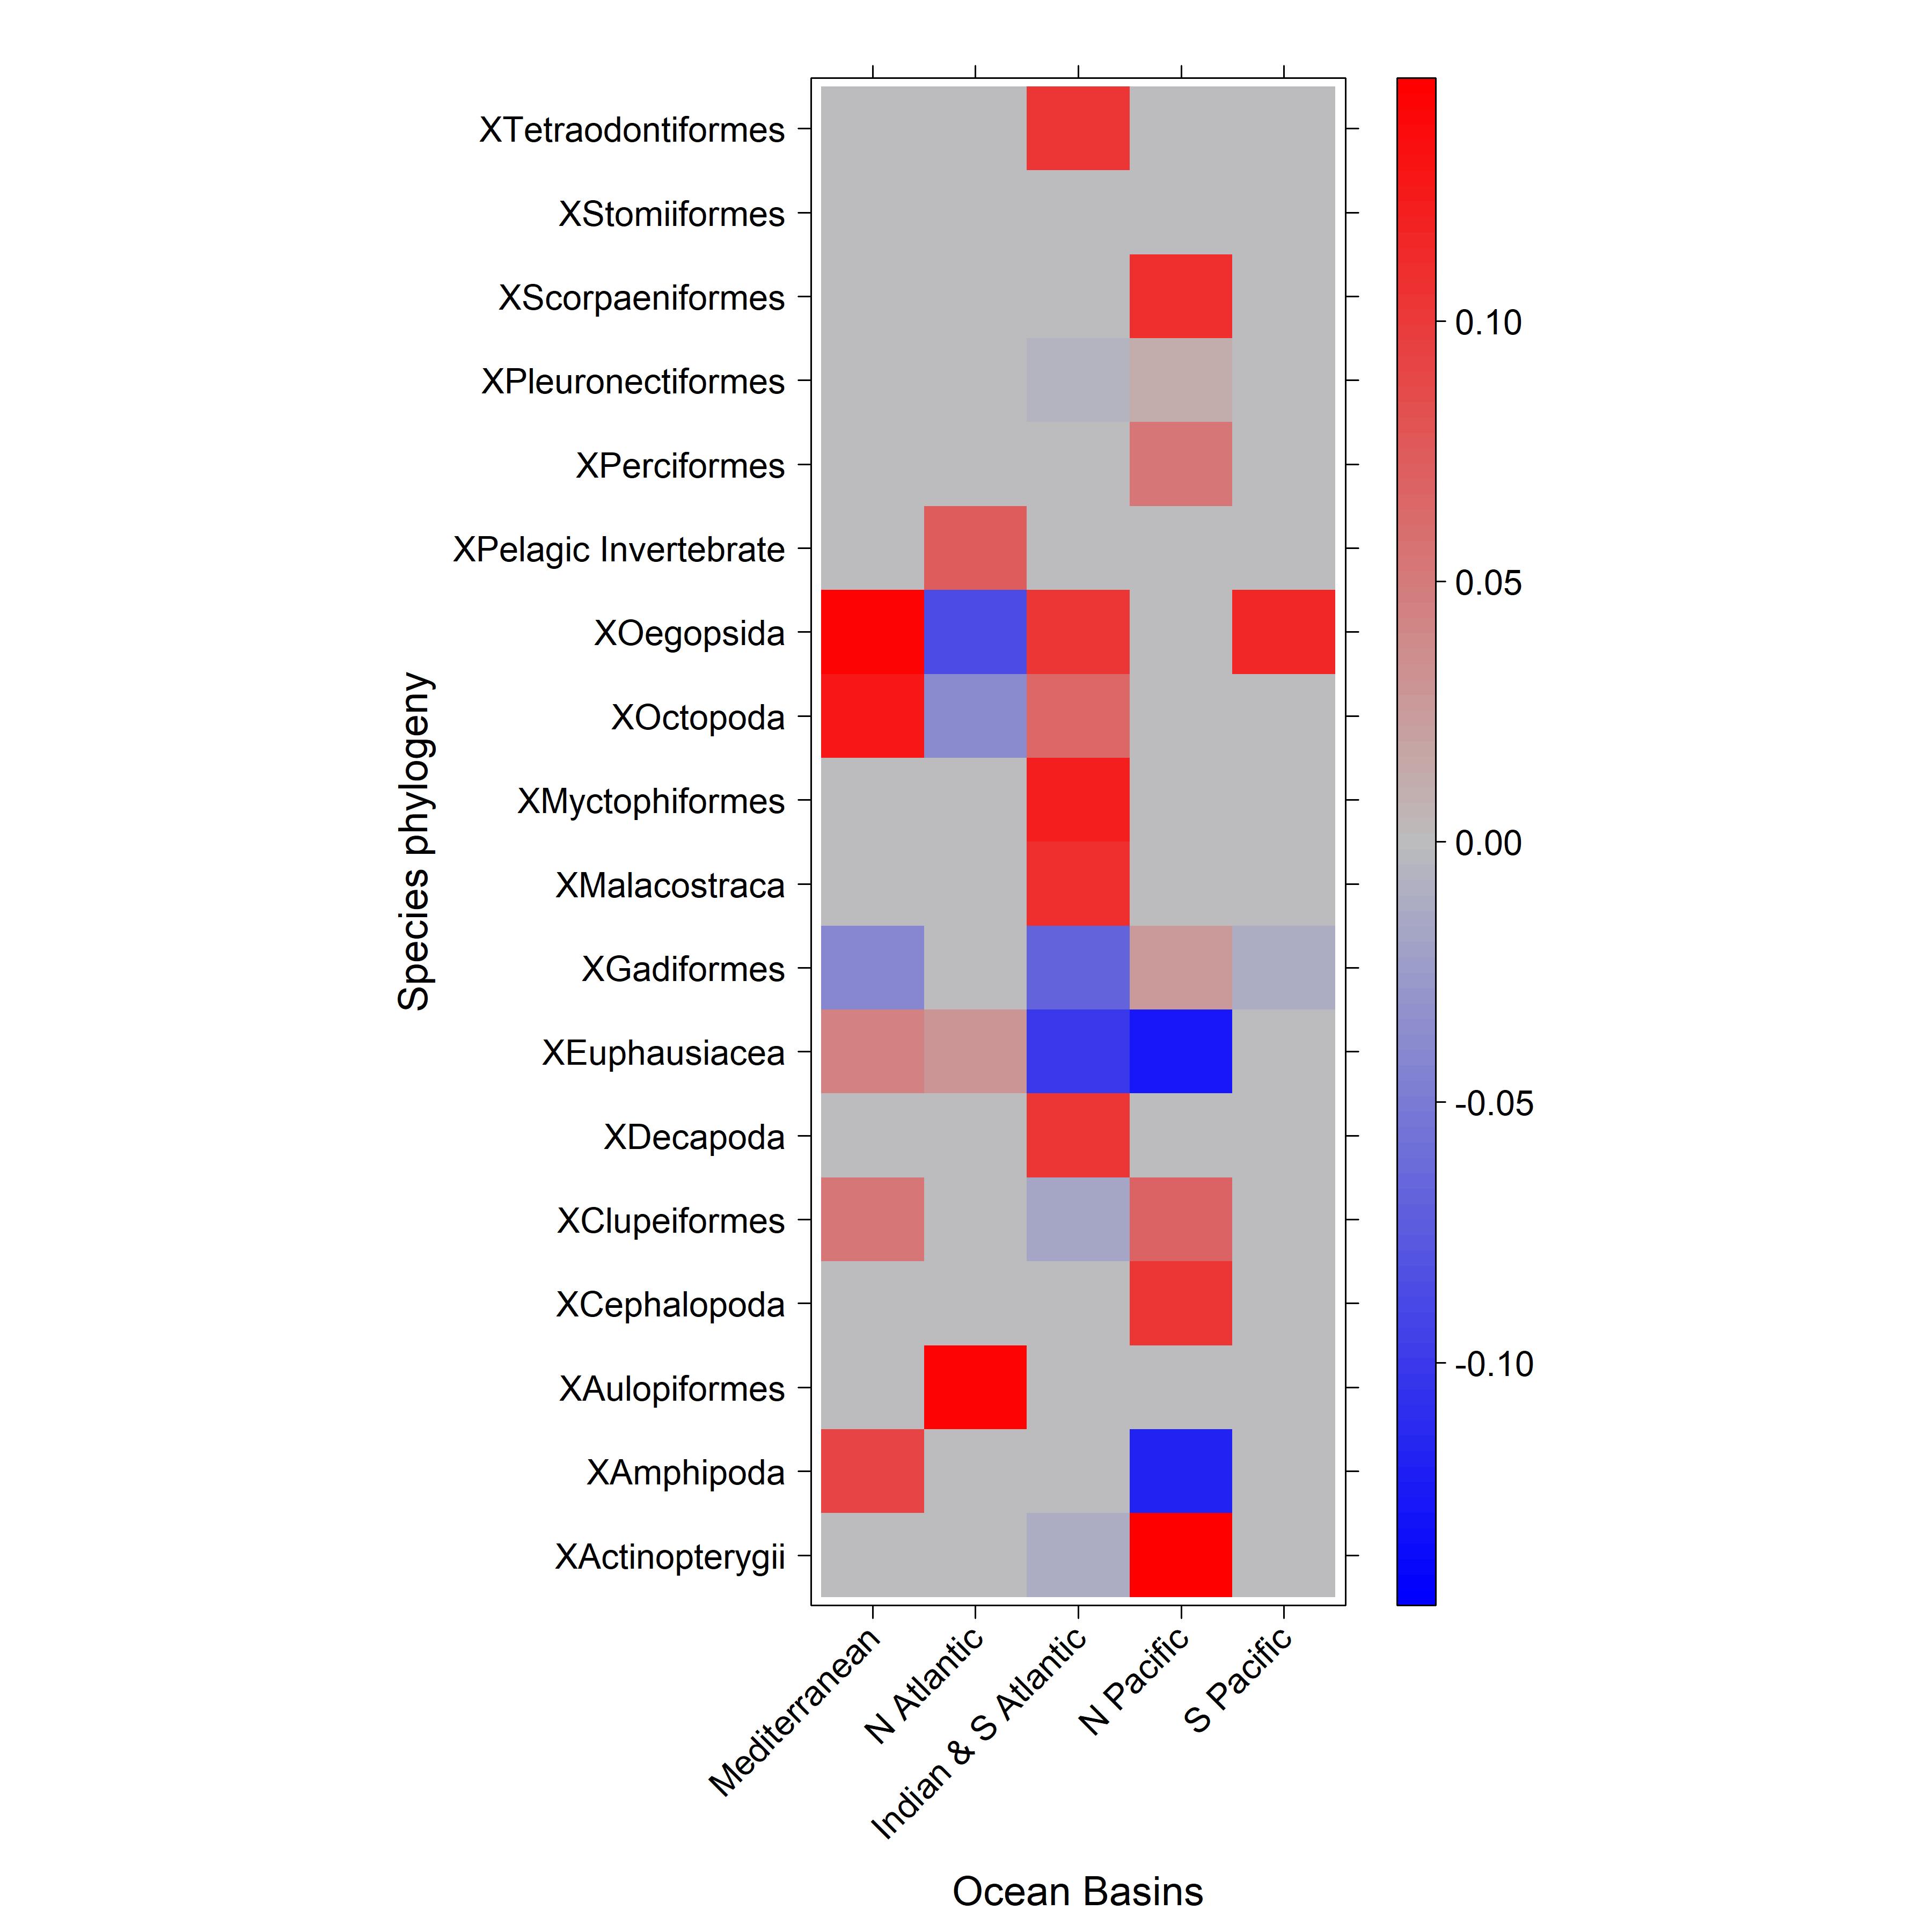 XTetraodontiformes
XStomiiformes
XScorpaeniformes
XPleuronectiformes
XPerciformes
XPelagic Invertebrate
XOegopsida
XOctopoda
XMyctophiformes
XMalacostraca
XGadiformes
XEuphausiacea
XDecapoda
XClupeiformes
XCephalopoda
XAulopiformes
XAmphipoda
XActinopterygii
Species phylogeny
Mediterranean
N Atlantic
Indian & S Atlantic
N Pacific
S Pacific
Ocean Basins
0.10
0.05
0.00
-0.05
-0.10